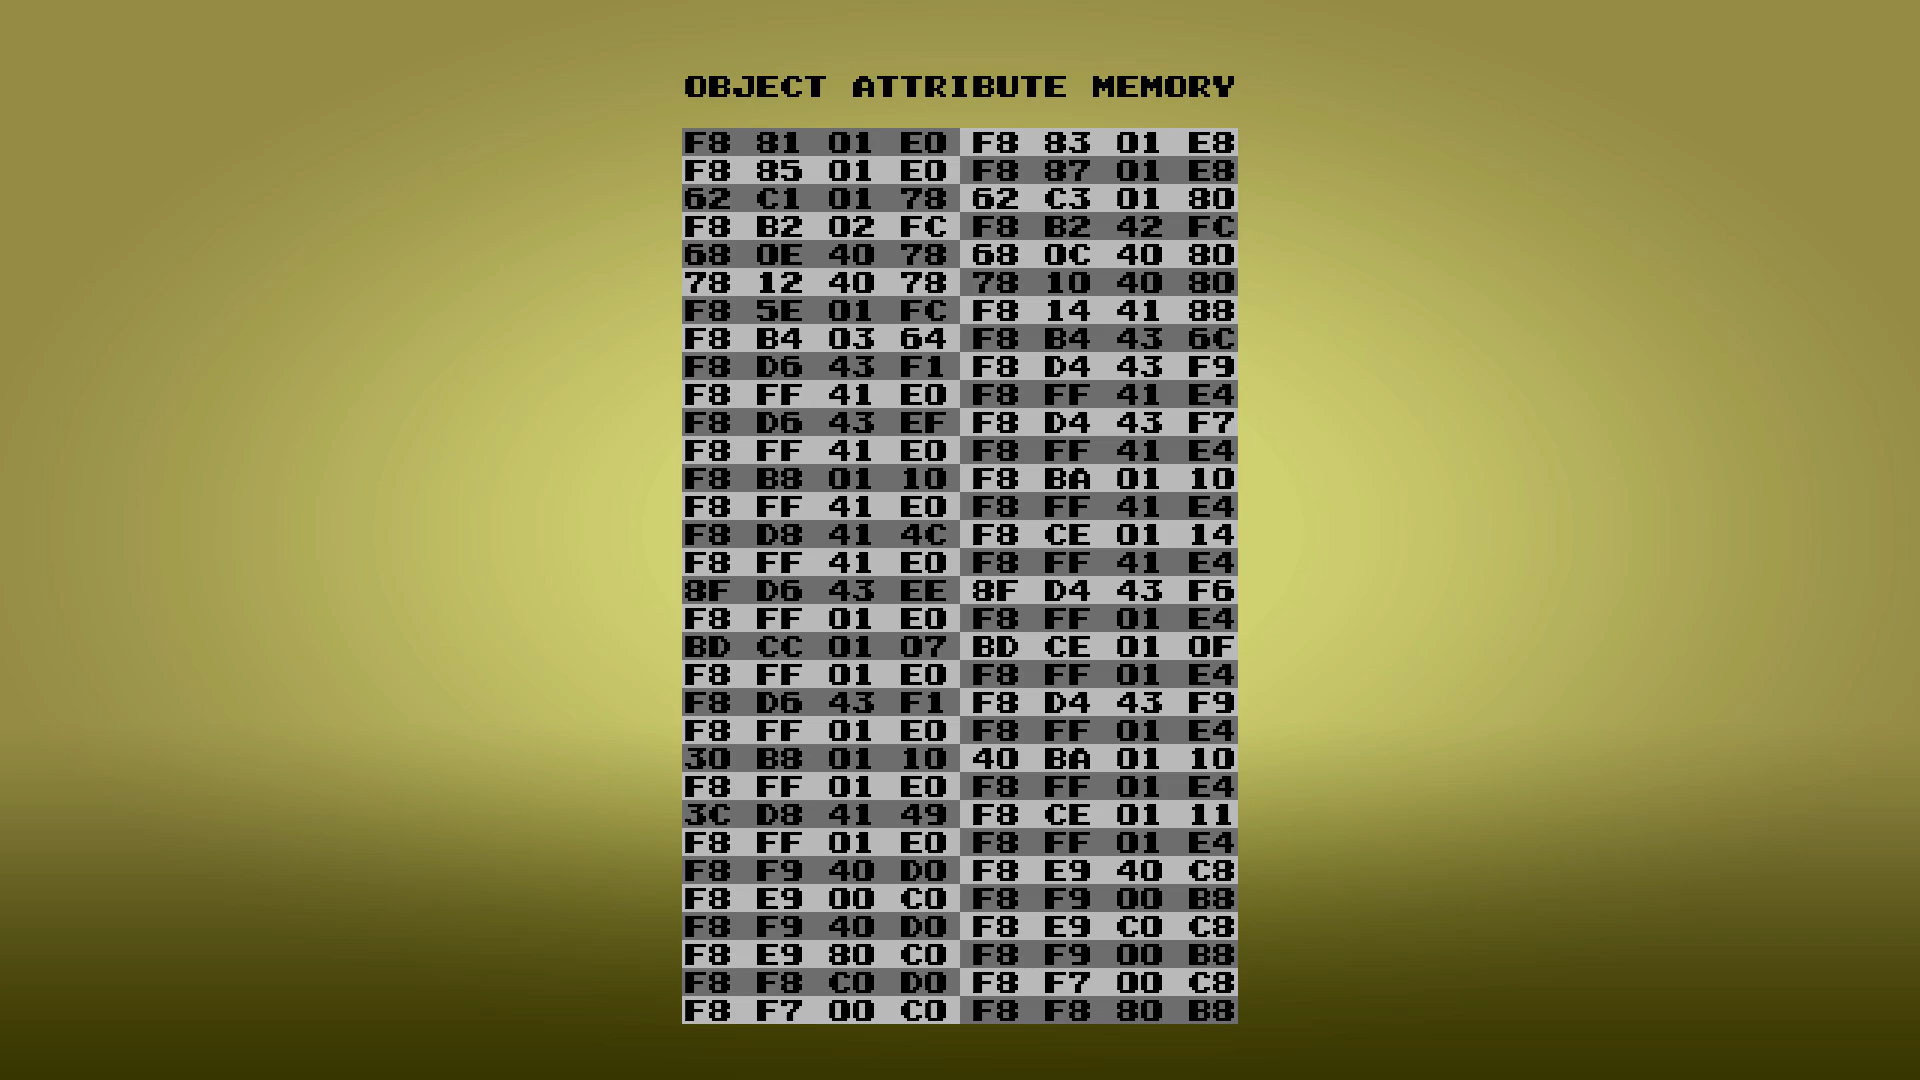 OBJECT ATTRIBUTE MEMORY
F8 81 01 E0 F8 83 01 E8
F8 85 01 E0 F8 87 01 E8
62 C1 01 78 62 C3 01 80
F8 B2 02 FC F8 B2 42 FC
68 0E 40 78 68 0C 40 80
78 12 40 78 78 10 40 80
F8 5E 01 FC F8 14 41 88
F8 B4 03 64 F8 B4 43 6C
F8 D6 43 F1 F8 D4 43 F9
F8 FF 41 E0 F8 FF 41 E4
F8 D6 43 EF F8 D4 43 F7
F8 FF 41 E0 F8 FF 41 E4
F8 B8 01 10 F8 BA 01 10
F8 FF 41 E0 F8 FF 41 E4
F8 D8 41 4C F8 CE 01 14
F8 FF 41 E0 F8 FF 41 E4
8F D6 43 EE 8F D4 43 F6
F8 FF 01 E0 F8 FF 01 E4
BD CC 01 07 BD CE 01 0F
F8 FF 01 E0 F8 FF 01 E4
F8 D6 43 F1 F8 D4 43 F9
F8 FF 01 E0 F8 FF 01 E4
30 B8 01 10 40 BA 01 10
F8 FF 01 E0 F8 FF 01 E4
3C D8 41 49 F8 CE 01 11
F8 FF 01 E0 F8 FF 01 E4
F8 F9 40 D0 F8 E9 40 C8
F8 E9 00 C0 F8 F9 00 B8
F8 F9 40 D0 F8 E9 C0 C8
F8 E9 80 C0 F8 F9 00 B8
F8 F8 C0 D0 F8 F7 00 C8
F8 F7 00 C0 F8 F8 80 B8